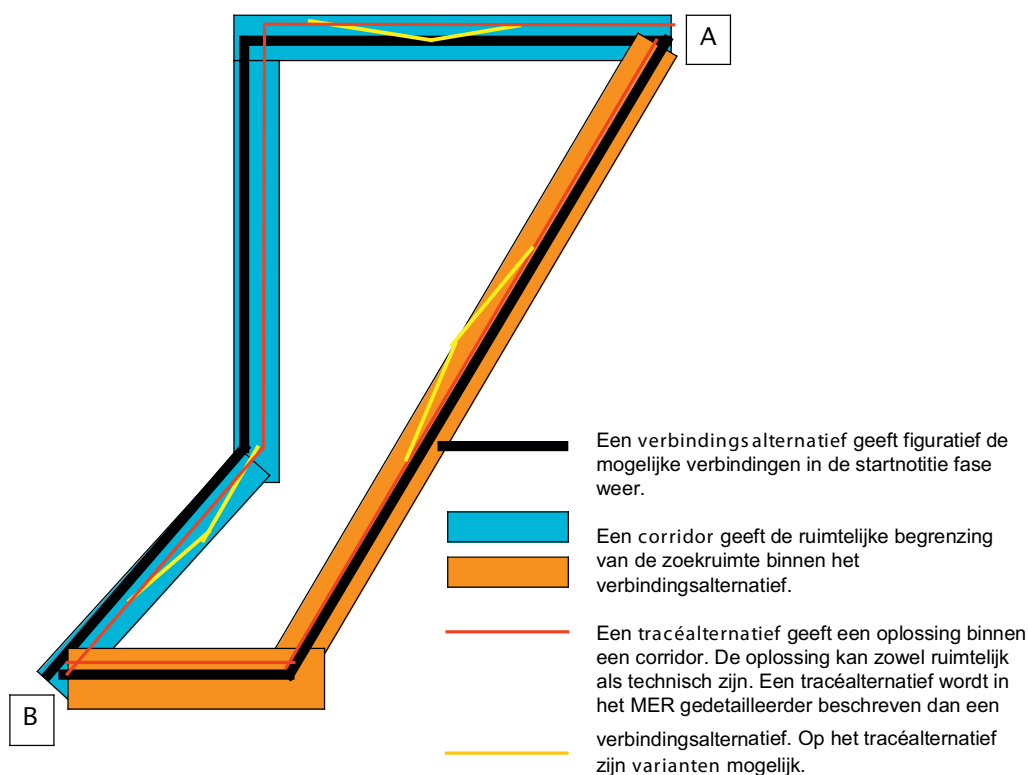 A
Een verbindingsalternatief geeft figuratief de
mogelijke verbindingen in de startnotitie fase
weer.
Een corridor geeft de ruimtelijke begrenzing
van de zoekruimte binnen het
verbindingsalternatief.
Een tracéalternatief geeft een oplossing binnen
een corridor. De oplossing kan zowel ruimtelijk
als technisch zijn. Een tracéalternatief wordt in
het MER gedetailleerder beschreven dan een
verbindingsalternatief. Op het tracéalternatief
zijn varianten mogelijk.
B